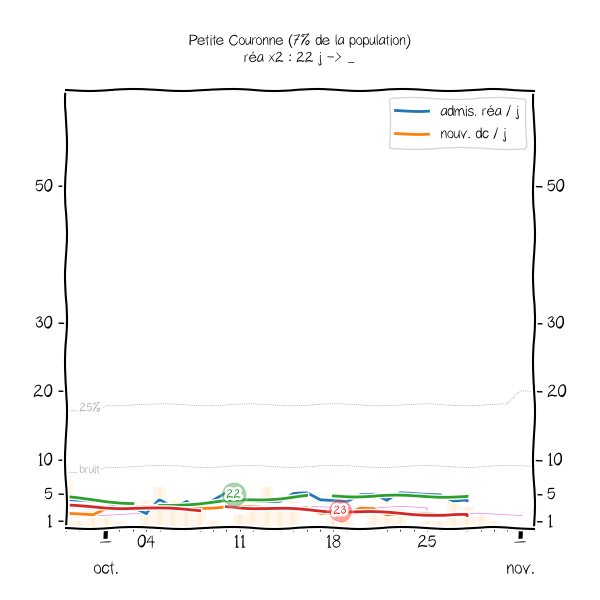 Petite Couronne (7% de la population)
réa x2 : 22 j -> _
admis. réa / j
nouv. dc / j
50 50
30 30
20 20
25%
10 10
bruit
5 5
22
23
1 1
04 11 18 25
oct. nov.